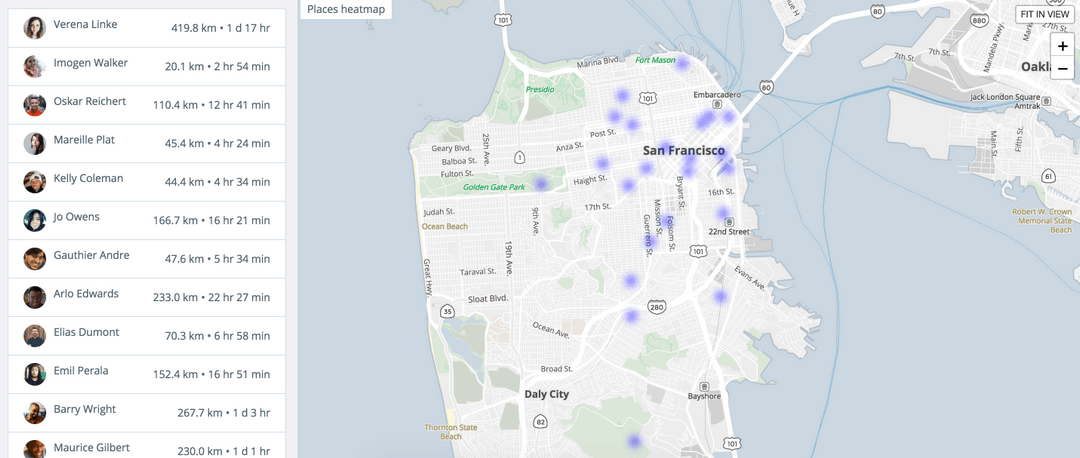 Verena Linke
419.8 km • 1 d 17 hr
Imogen Walker
20.1 km • 2 hr 54 min
Oskar Reichert
110.4 km • 12 hr 41 min
Mareille Plat
45.4 km • 4 hr 24 min
Kelly Coleman
44.4 km • 4 hr 34 min
Jo Owens
166.7 km • 16 hr 21 min
Gauthier Andre
47.6 km • 5 hr 34 min
Arlo Edwards
233.0 km • 22 hr 27 min
Elias Dumont
70.3 km • 6 hr 58 min
Emil Perala
152.4 km • 16 hr 51 min
Barry Wright
267.7 km • 1 d 3 hr
Maurice Gilbert
230.0 km • 1 d 1 hr
Places heatmap
FIT IN VIEW
+
−
101
80
880
ue H
Mandela Pkwy.
27th St.
7th St.
7th St.
Marina Blvd.
Fort Mason
Presidio
101
Embarcadero
80
Jack London Square
Amtrak
Post St.
25th Ave.
Geary Blvd.
Anza St.
1
Balboa St.
Fulton St.
San Francisco
Main St.
Fifth St.
61
Golden Gate Park
Haight St.
Bryant St.
16th St.
Judah St.
9th Ave.
17th St.
Mission St.
Guerrero St.
Folsom St.
Ocean Beach
22nd Street
Robert W. Crown
Memorial State
Beach
19th Ave.
101
Great Hwy.
Taraval St.
Evans Ave.
Sloat Blvd.
280
35
Ocean Ave.
Broad St.
Daly City
Bayshore
82
Thornton State
Beach
101